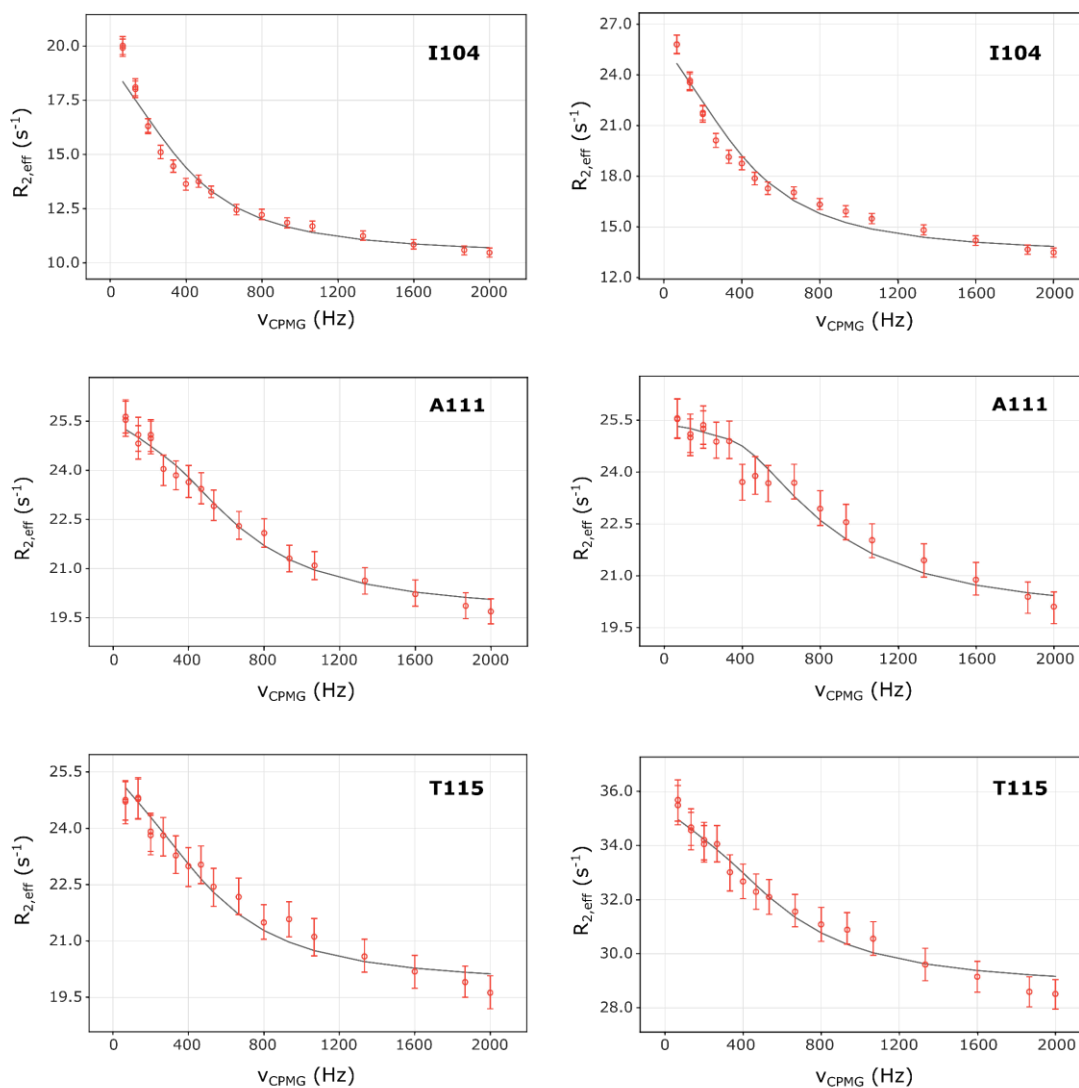 I104
20.0
17.5
15.0
12.5
10.0
R2,eff (s-1)
0 400 800 1200 1600 2000
vCPMG (Hz)
I104
27.0
24.0
21.0
18.0
15.0
12.0
R2,eff (s-1)
0 400 800 1200 1600 2000
vCPMG (Hz)
A111
25.5
24.0
22.5
21.0
19.5
R2,eff (s-1)
0 400 800 1200 1600 2000
vCPMG (Hz)
A111
25.5
24.0
22.5
21.0
19.5
R2,eff (s-1)
0 400 800 1200 1600 2000
vCPMG (Hz)
T115
25.5
24.0
22.5
21.0
19.5
R2,eff (s-1)
0 400 800 1200 1600 2000
vCPMG (Hz)
T115
36.0
34.0
32.0
30.0
28.0
R2,eff (s-1)
0 400 800 1200 1600 2000
vCPMG (Hz)